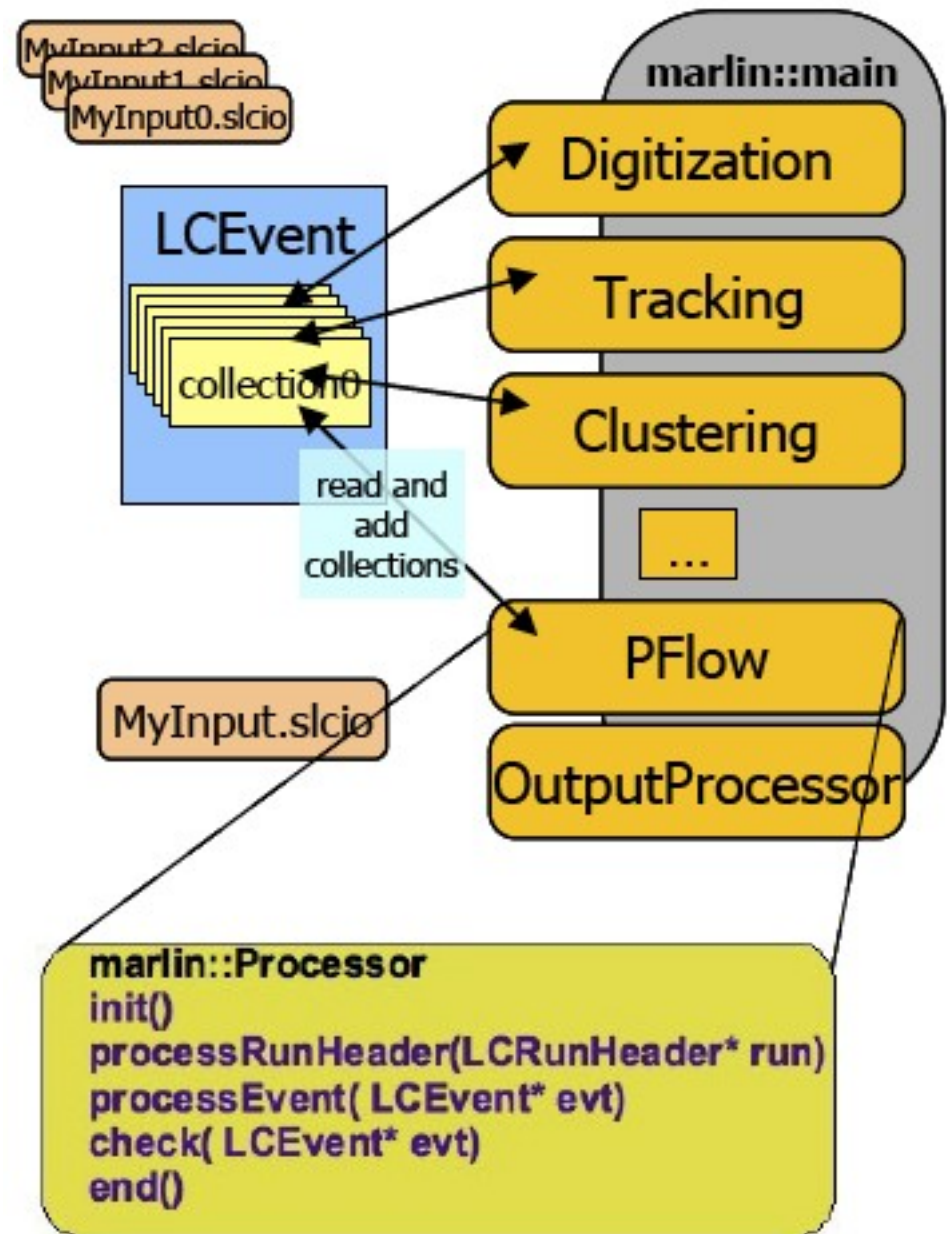 MyInput2.slcio
MyInput1.slcio
MyInput0.slcio
marlin::main
Digitization
LCEvent
Tracking
collection0
Clustering
read and
add
collections
...
PFlow
MyInput.slcio
OutputProcessor
marlin::Processor
init()
processRunHeader(LCRunHeader* run)
processEvent( LCEvent* evt)
check( LCEvent* evt)
end()